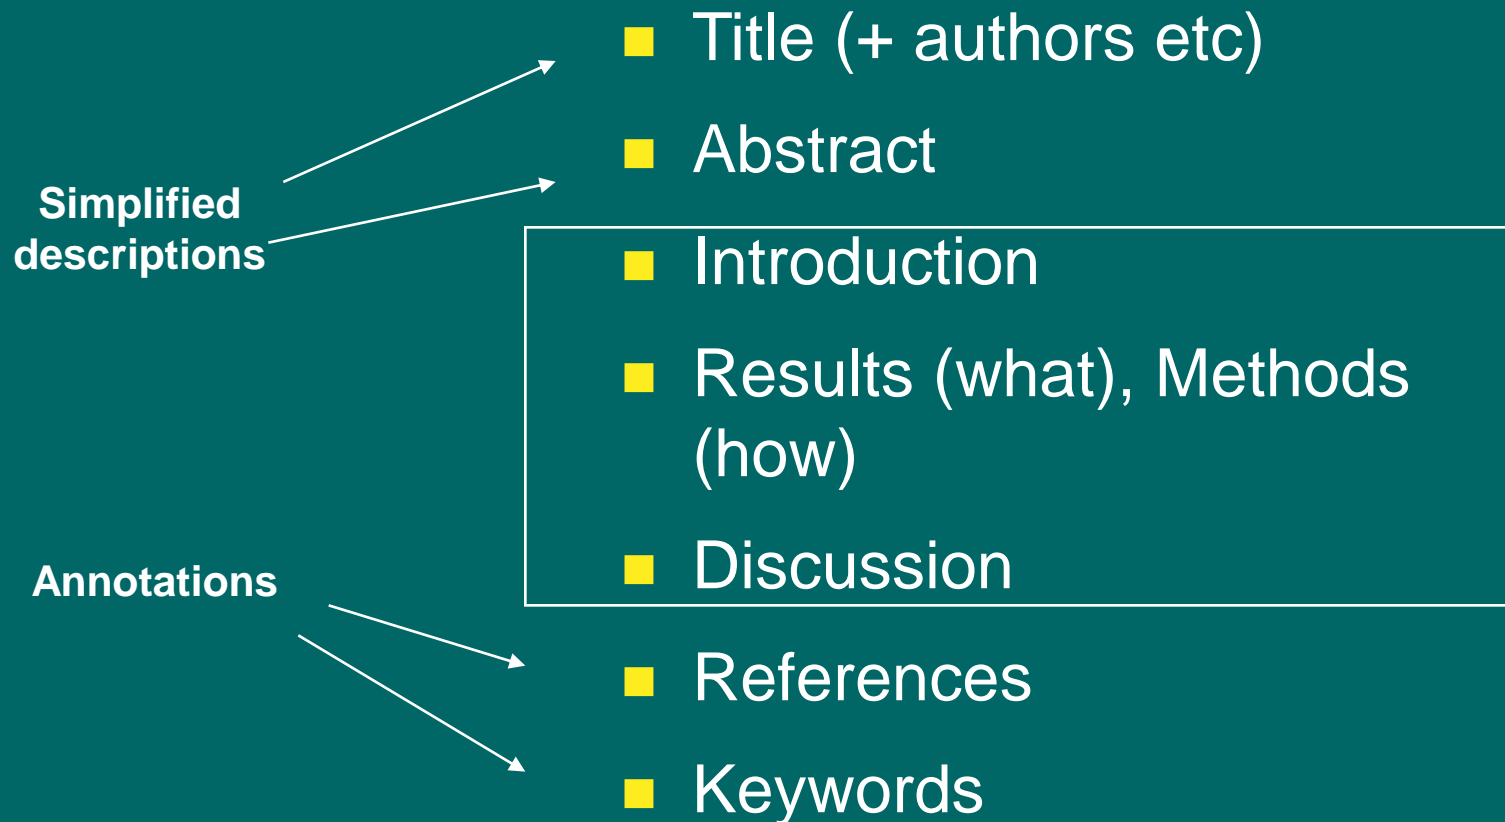 Title (+ authors etc)
Abstract
Simplified
descriptions
Introduction
Results (what), Methods
(how)
Discussion
Annotations
References
Keywords